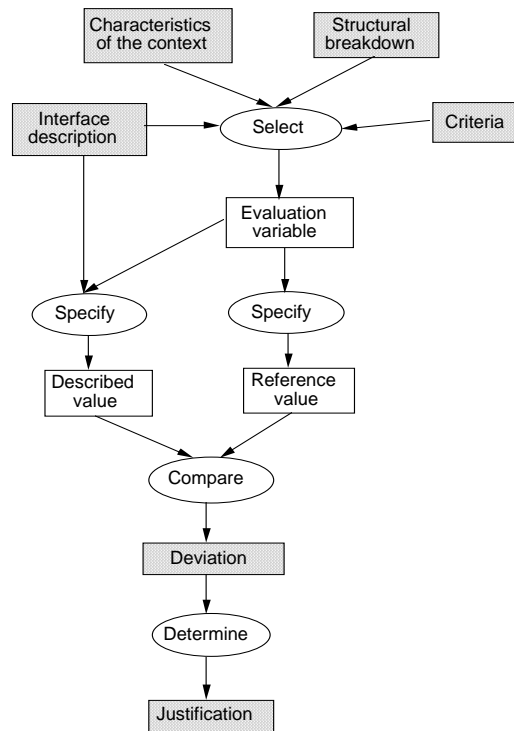 Characteristics
of the context
Structural
breakdown
Interface
description
Select
Criteria
Evaluation
variable
Specify
Specify
Described
value
Reference
value
Compare
Deviation
Determine
Justification